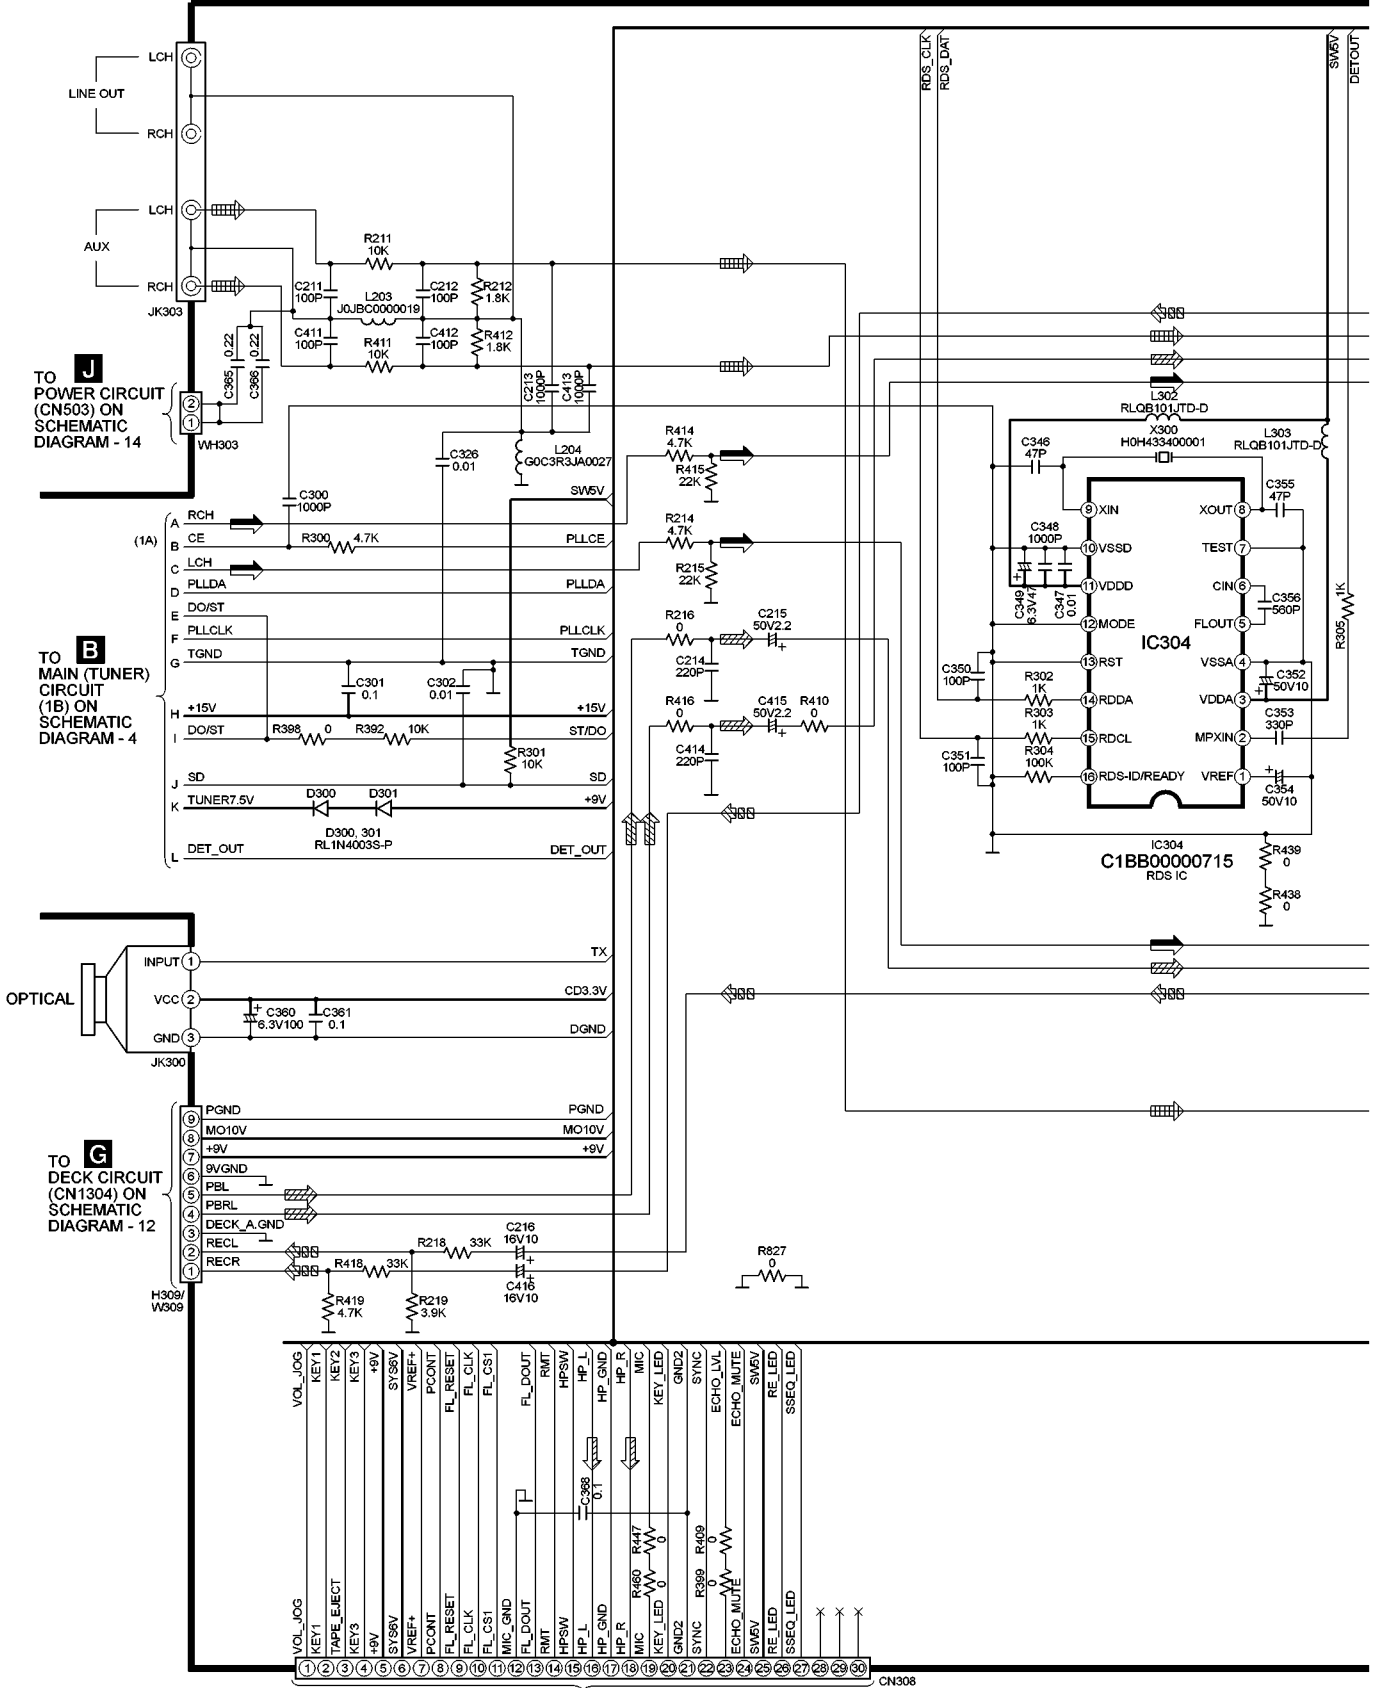 LCH
LINE OUT
RCH
LCH
AUX
RCH
JK303
R211
10K
C211
100P
L203
J0JBC0000019
C212
100P
R212
1.8K
C411
100P
R411
10K
C412
100P
R412
1.8K
C365 0.22
C366 0.22
C213
1000P
C413
1000P
TO J
POWER CIRCUIT
(CN503) ON
SCHEMATIC
DIAGRAM - 14
2
1
WH303
C326
0.01
L204
G0C3R3JA0027
C300
1000P
SW5V
R414
4.7K
R415
22K
R214
4.7K
R215
22K
(1A)
A RCH
B CE
R300 4.7K
PLLCE
C LCH
D PLLDA
PLLDA
E DO/ST
F PLLCLK
PLLCLK
G TGND
TGND
TO B
MAIN (TUNER)
CIRCUIT
(1B) ON
SCHEMATIC
DIAGRAM - 4
C301
0.1
C302
0.01
H +15V
+15V
I DO/ST
R398 0
R392 10K
ST/DO
R301
10K
J SD
SD
K TUNER7.5V
D300
D301
+9V
D300, 301
RL1N4003S-P
L DET_OUT
DET_OUT
R216
0
C215
50V2.2
C214
220P
R416
0
C415
50V2.2
R410
0
C414
220P
RDS_CLK
RDS_DAT
SW5V
DETOUT
L302
RLQB101JTD-D
X300
H0H433400001
L303
RLQB101JTD-D
C346
47P
C355
47P
C348
1000P
C349
6.3V47
C347
0.01
9 XIN
XOUT 8
10 VSSD
TEST 7
11 VDDD
CIN 6
C356
560P
12 MODE
FLOUT 5
IC304
13 RST
VSSA 4
14 RDDA
VDDA 3
15 RDCL
MPXIN 2
16 RDS-ID/READY
VREF 1
C350
100P
R302
1K
R303
1K
C351
100P
R304
100K
C352
50V10
C353
330P
C354
50V10
R305 1K
IC304
C1BB00000715
RDS IC
R439
0
R438
0
OPTICAL
INPUT 1
TX
VCC 2
CD3.3V
C360
6.3V100
C361
0.1
GND 3
DGND
JK300
TO G
DECK CIRCUIT
(CN1304) ON
SCHEMATIC
DIAGRAM - 12
9 PGND
PGND
8 MO10V
MO10V
7 +9V
+9V
6 9VGND
5 PBL
4 PBRL
3 DECK_A.GND
2 RECL
1 RECR
H309/
W309
R218 33K
C216
16V10
R418 33K
C416
16V10
R419
4.7K
R219
3.9K
R827
0
VOL_JOG
KEY1
KEY2
KEY3
+9V
SYS6V
VREF+
PCONT
FL_RESET
FL_CLK
FL_CS1
FL_DOUT
RMT
HPSW
HP_L
HP_GND
HP_R
MIC
KEY_LED
GND2
SYNC
ECHO_LVL
ECHO_MUTE
SW5V
RE_LED
SSEQ_LED
C368
0.1
R447 0
R409 0
R460 0
R399 0
VOL_JOG
KEY1
TAPE_EJECT
KEY3
+9V
SYS6V
VREF+
PCONT
FL_RESET
FL_CLK
FL_CS1
MIC_GND
FL_DOUT
RMT
HPSW
HP_L
HP_GND
HP_R
MIC
KEY_LED
GND2
SYNC
ECHO_MUTE
SW5V
RE_LED
SSEQ_LED
1 2 3 4 5 6 7 8 9 10 11 12 13 14 15 16 17 18 19 20 21 22 23 24 25 26 27 28 29 30
CN308